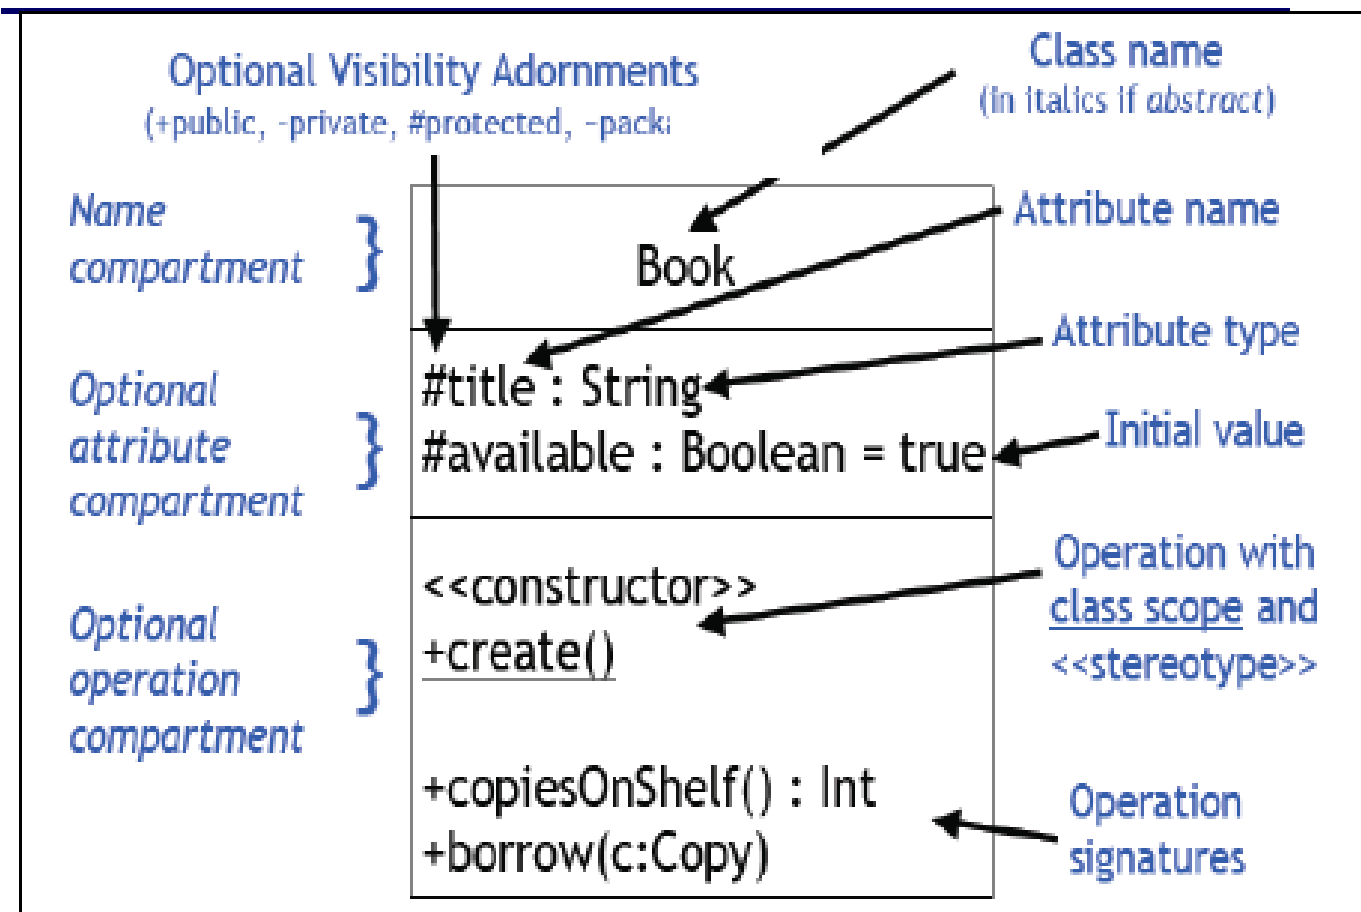 Optional Visibility Adornments
(+public, -private, #protected, ~pack
Class name
(in italics if abstract)
Name
compartment
Book
Attribute name
Attribute type
Optional
attribute
compartment
#title : String
#available : Boolean = true
Initial value
Optional
operation
compartment
<<constructor>>
+create()
+copiesOnShelf() : Int
+borrow(c:Copy)
Operation with
class scope and
<<stereotype>>
Operation
signatures